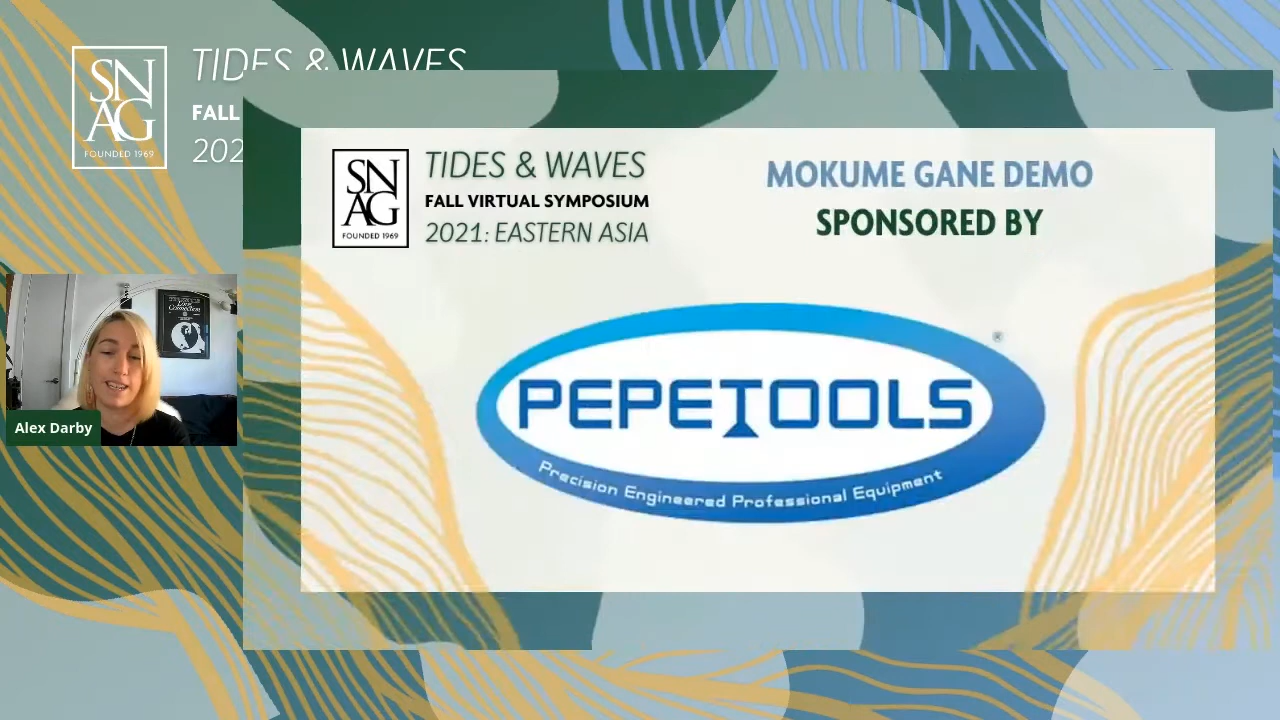 SN
AG
FOUNDED 1969
TIDES & WAVES
FALL
202
SN
AG
FOUNDED 1969
TIDES & WAVES
FALL VIRTUAL SYMPOSIUM
2021: EASTERN ASIA
MOKUME GANE DEMO
SPONSORED BY
PEPETOOLS
®
Precision Engineered Professional Equipment
Connection
Alex Darby